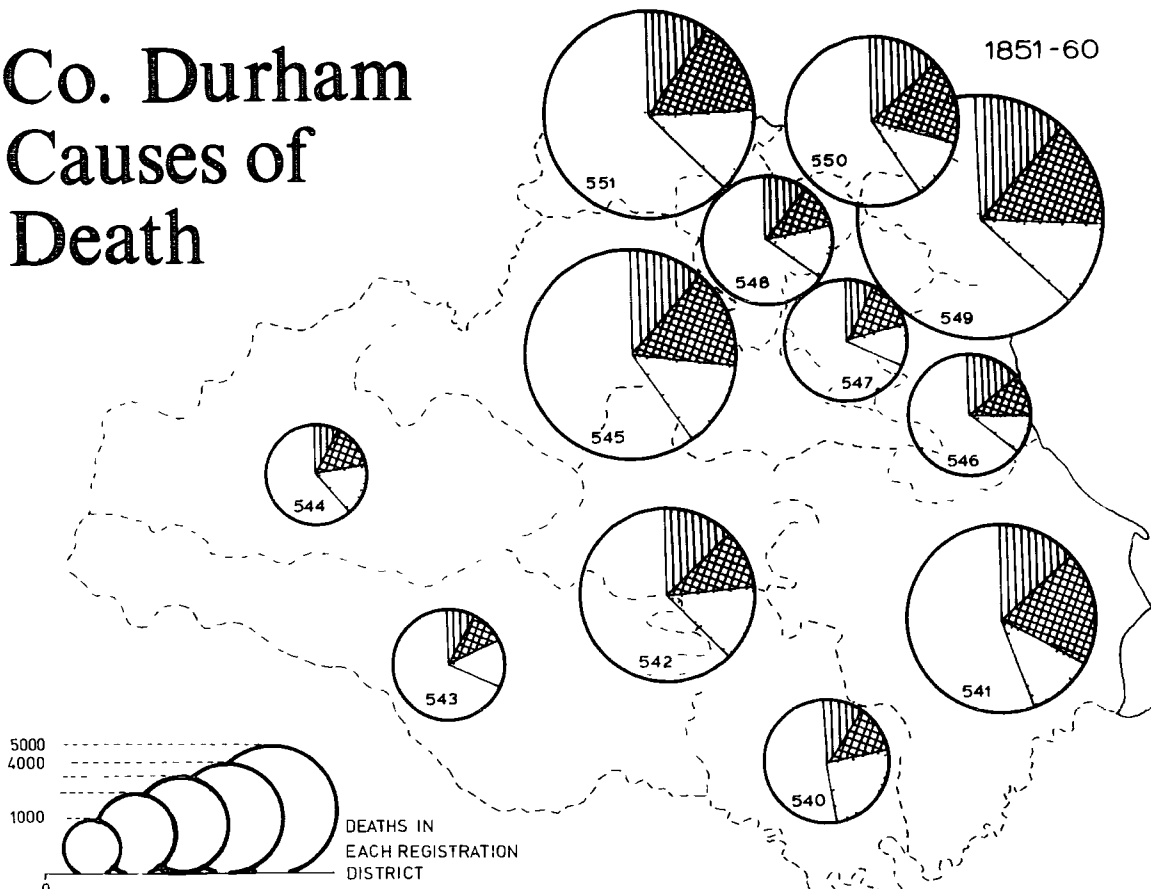 Co. Durham
Causes of
Death
1851-60
551
550
549
548
547
546
545
544
543
542
541
540
5000
4000
1000
0
DEATHS IN
EACH REGISTRATION
DISTRICT